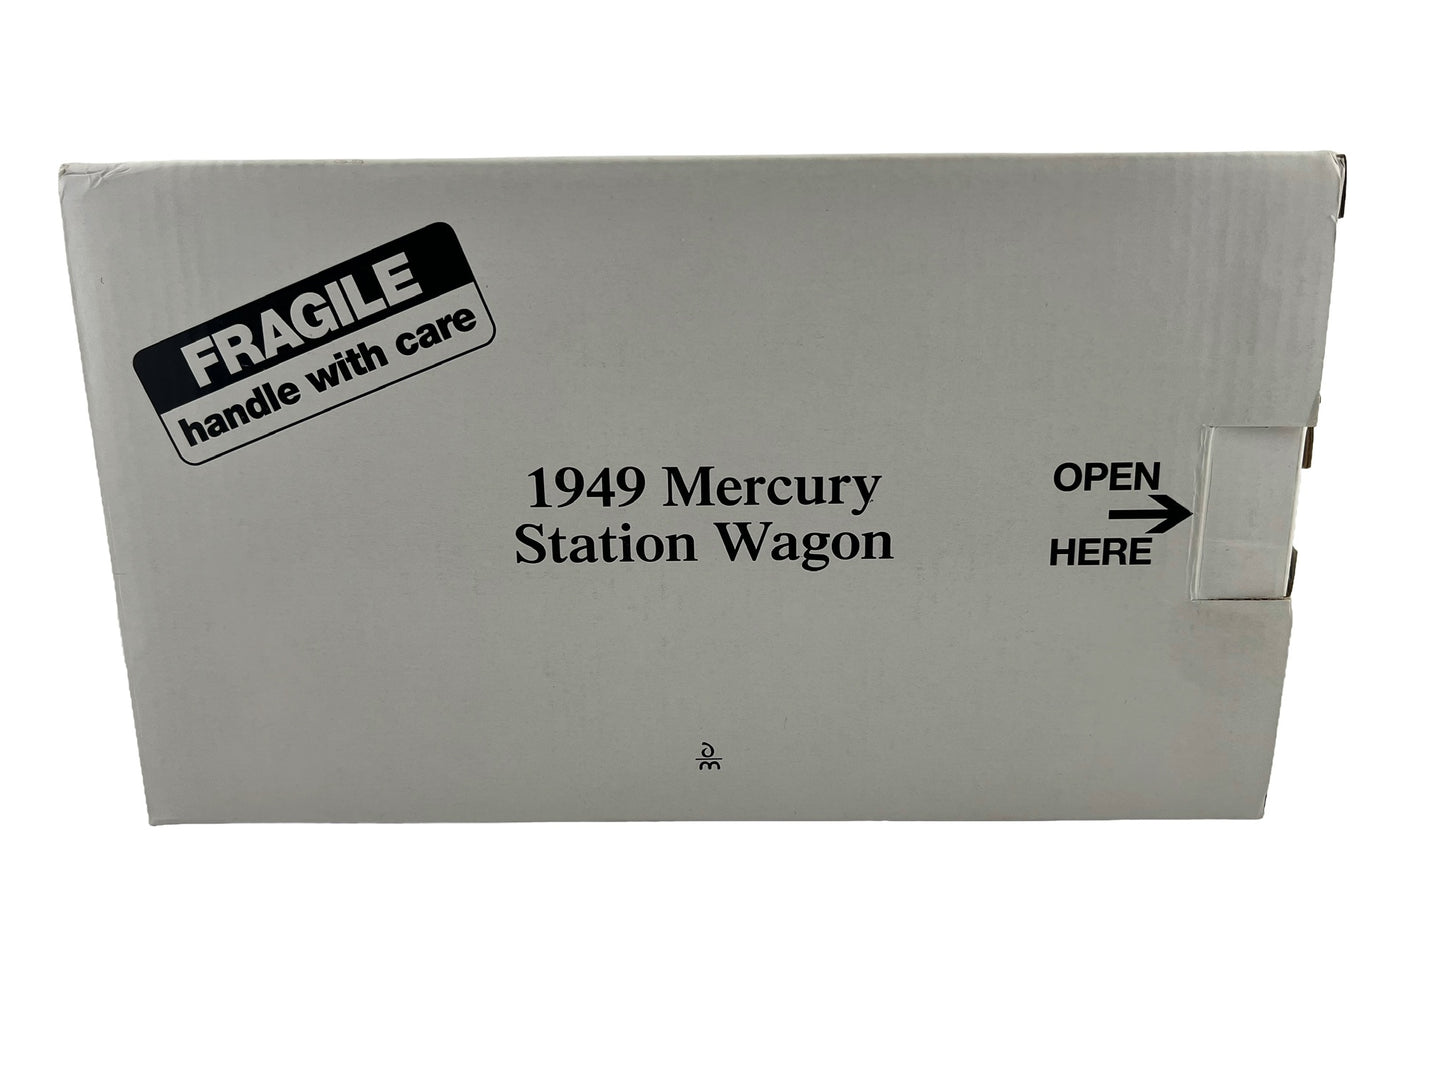 FRAGILE
handle with care
1949 Mercury
Station Wagon
OPEN
HERE